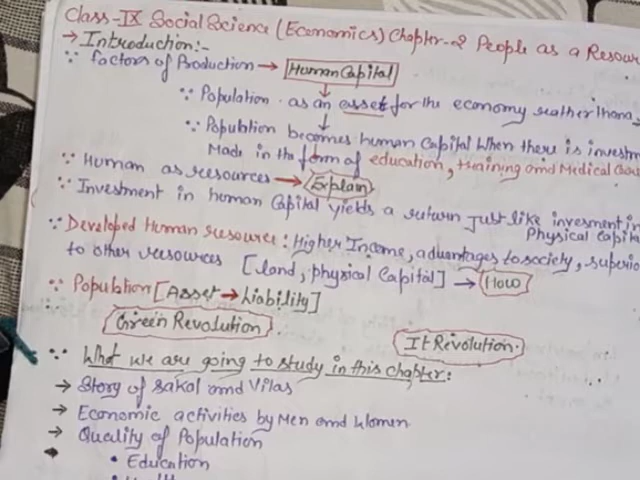 Class-IX Social Science (Economics) Chapter-2 People as a Resour
→ Introduction:-
∵ Factors of Production → Human Capital
∵ Population as an asset for the economy reather than a
∵ Population becomes human Capital when there is investm
Made in the form of education, training and Medical Ca
∵ Human as resources → Explain
∵ Investment in human Capital yields a return Just like invesment in
Physical Capit
∵ Developed Human resource: Higher Income, advantages to society, superio
to other resources [land, physical Capital] → How
∵ Population [Asset → Liability]
Green Revolution
It Revolution.
∵ What we are going to study in this chapter:
→ Story of Sakal and Vilas
→ Economic activities by Men and Women
→ Quality of Population
• Education